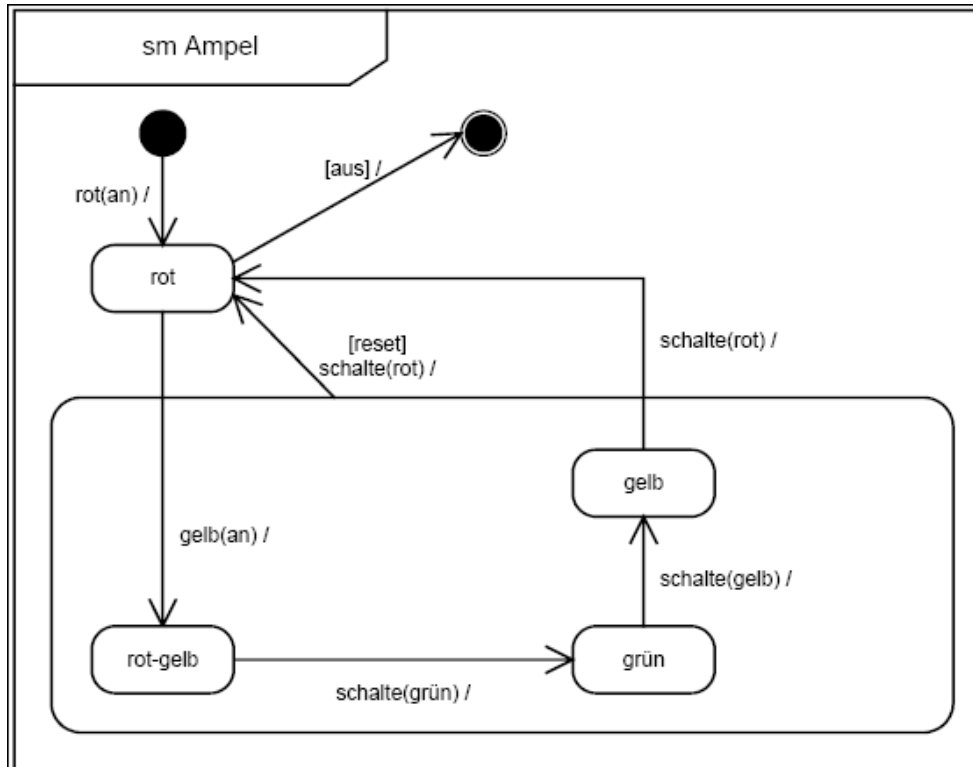 sm Ampel
rot(an) /
[aus] /
rot
[reset]
schalte(rot) /
schalte(rot) /
gelb
gelb(an) /
schalte(gelb) /
rot-gelb
grün
schalte(grün) /